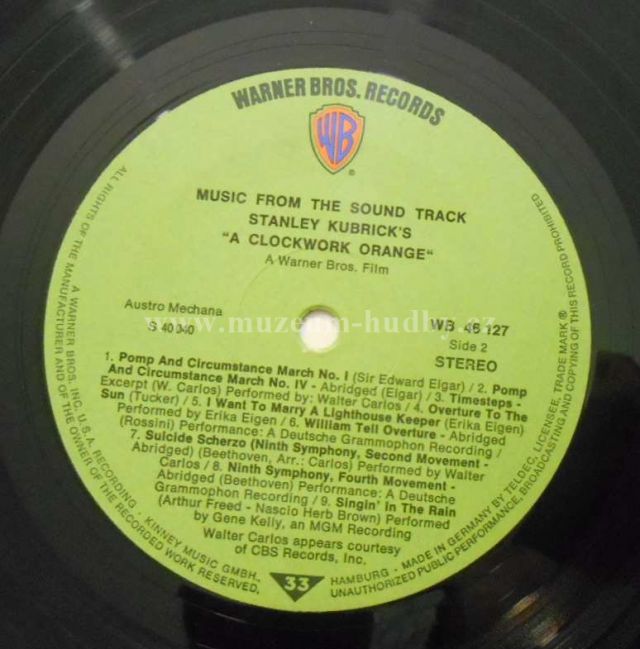 WARNER BROS. RECORDS
WB
®
MUSIC FROM THE SOUND TRACK
STANLEY KUBRICK'S
"A CLOCKWORK ORANGE"
A Warner Bros. Film
Austro Mechana
S 40 040
WB 46 127
Side 2
STEREO
www.muzeum-hudby.cz
1. Pomp And Circumstance March No. I (Sir Edward Elgar) / 2. Pomp
And Circumstance March No. IV - Abridged (Elgar) / 3. Timesteps -
Excerpt (W. Carlos) Performed by: Walter Carlos / 4. Overture To The
Sun (Tucker) / 5. I Want To Marry A Lighthouse Keeper (Erika Eigen)
Performed by Erika Eigen / 6. William Tell Overture - Abridged
(Rossini) Performance: A Deutsche Grammophon Recording /
7. Suicide Scherzo (Ninth Symphony, Second Movement -
Abridged) (Beethoven, Arr.: Carlos) Performed by Walter
Carlos / 8. Ninth Symphony, Fourth Movement -
Abridged (Beethoven) Performance: A Deutsche
Grammophon Recording / 9. Singin' In The Rain
(Arthur Freed - Nascio Herb Brown) Performed
by Gene Kelly, an MGM Recording
Walter Carlos appears courtesy
of CBS Records, Inc.
33
ALL RIGHTS OF THE MANUFACTURER AND OF THE OWNER OF THE RECORDED WORK RESERVED.
A WARNER BROS. INC. U.S.A. RECORDING - KINNEY MUSIC GMBH.,
HAMBURG - MADE IN GERMANY BY TELDEC, LICENSEE, TRADE MARK ®
UNAUTHORIZED PUBLIC PERFORMANCE, BROADCASTING AND COPYING OF THIS RECORD PROHIBITED